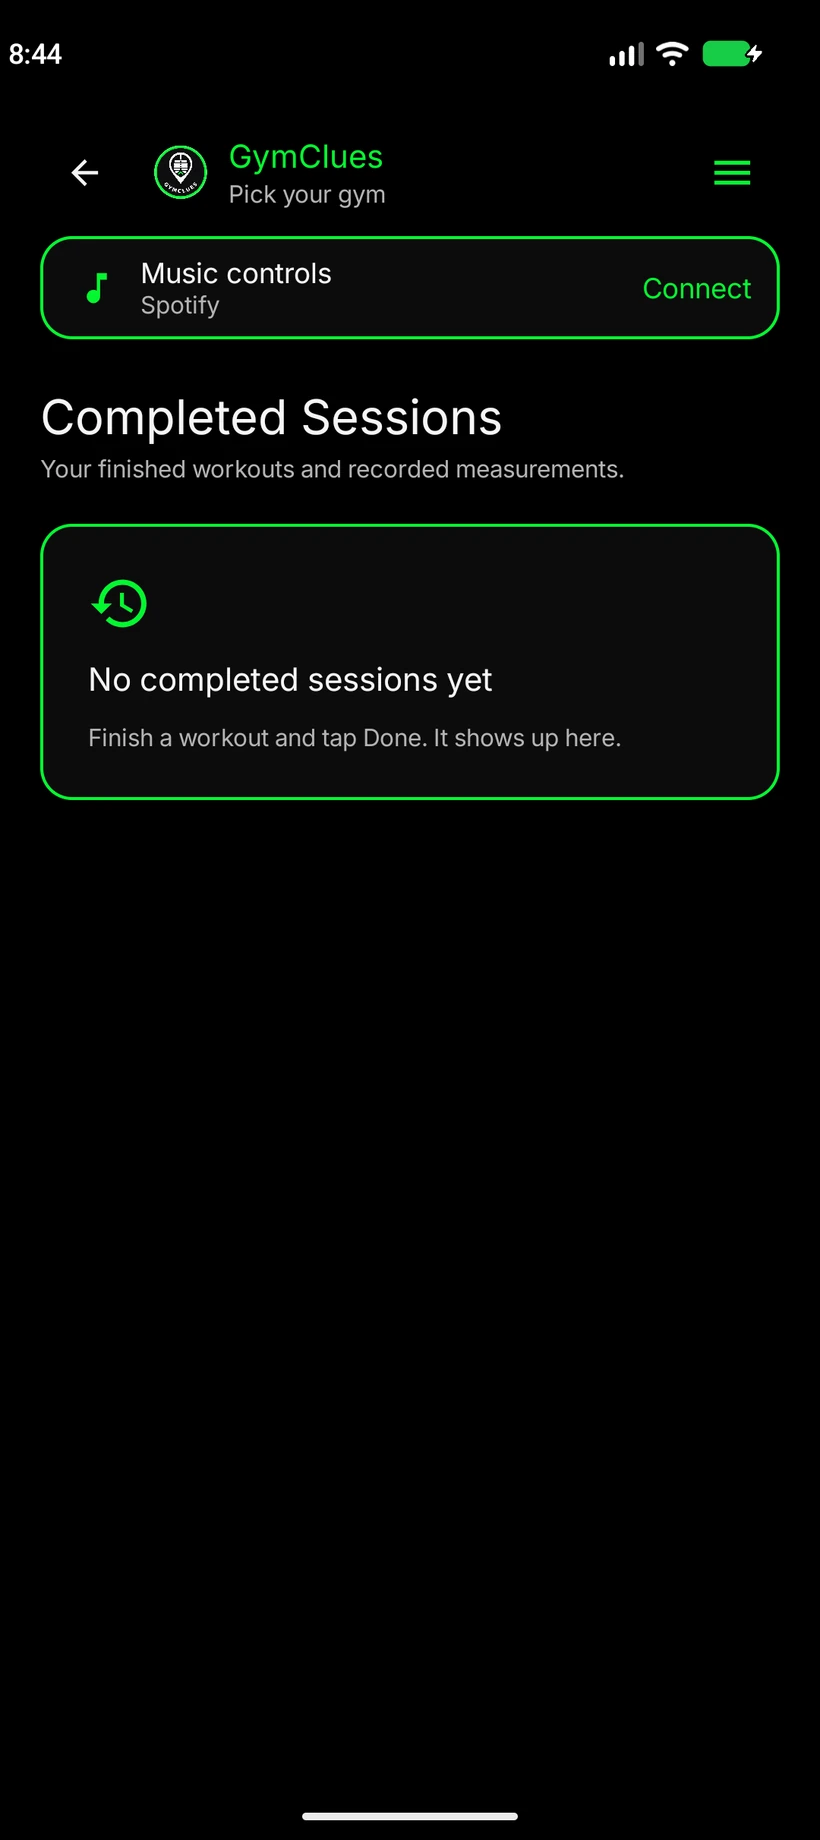 8:44
GymClues
Pick your gym
GYMCLUES
Music controls
Spotify
Connect
Completed Sessions
Your finished workouts and recorded measurements.
No completed sessions yet
Finish a workout and tap Done. It shows up here.